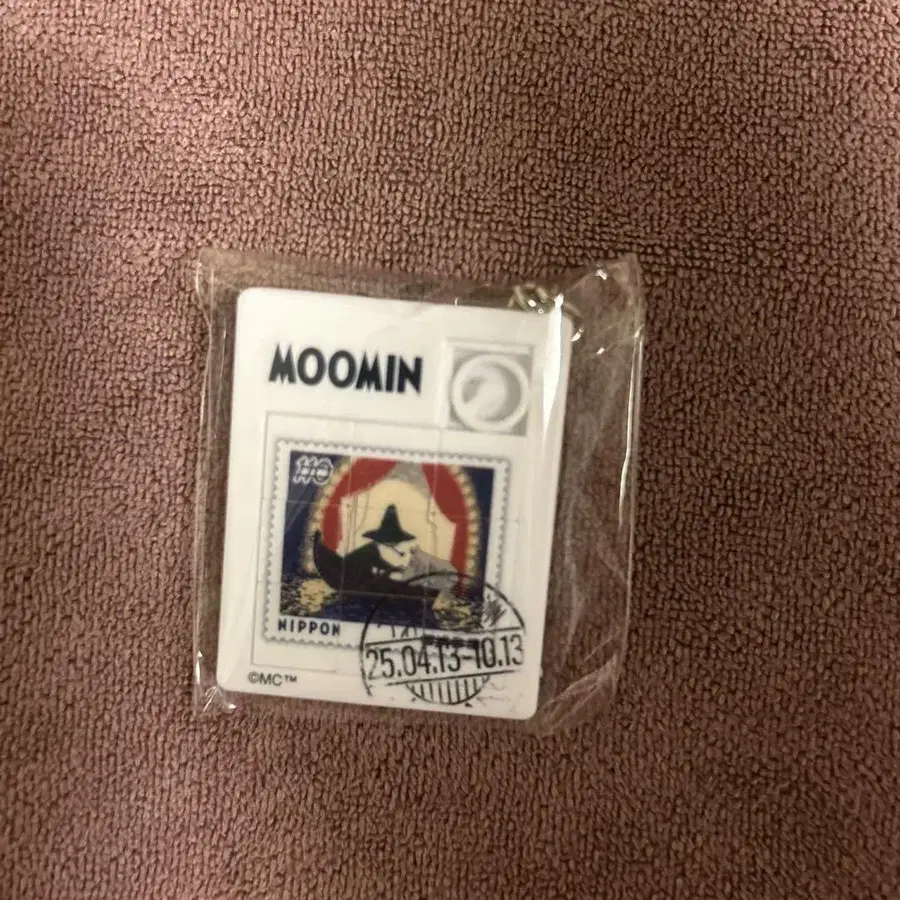 MOOMIN
110
NIPPON
25.04.13-10.13
©MC™